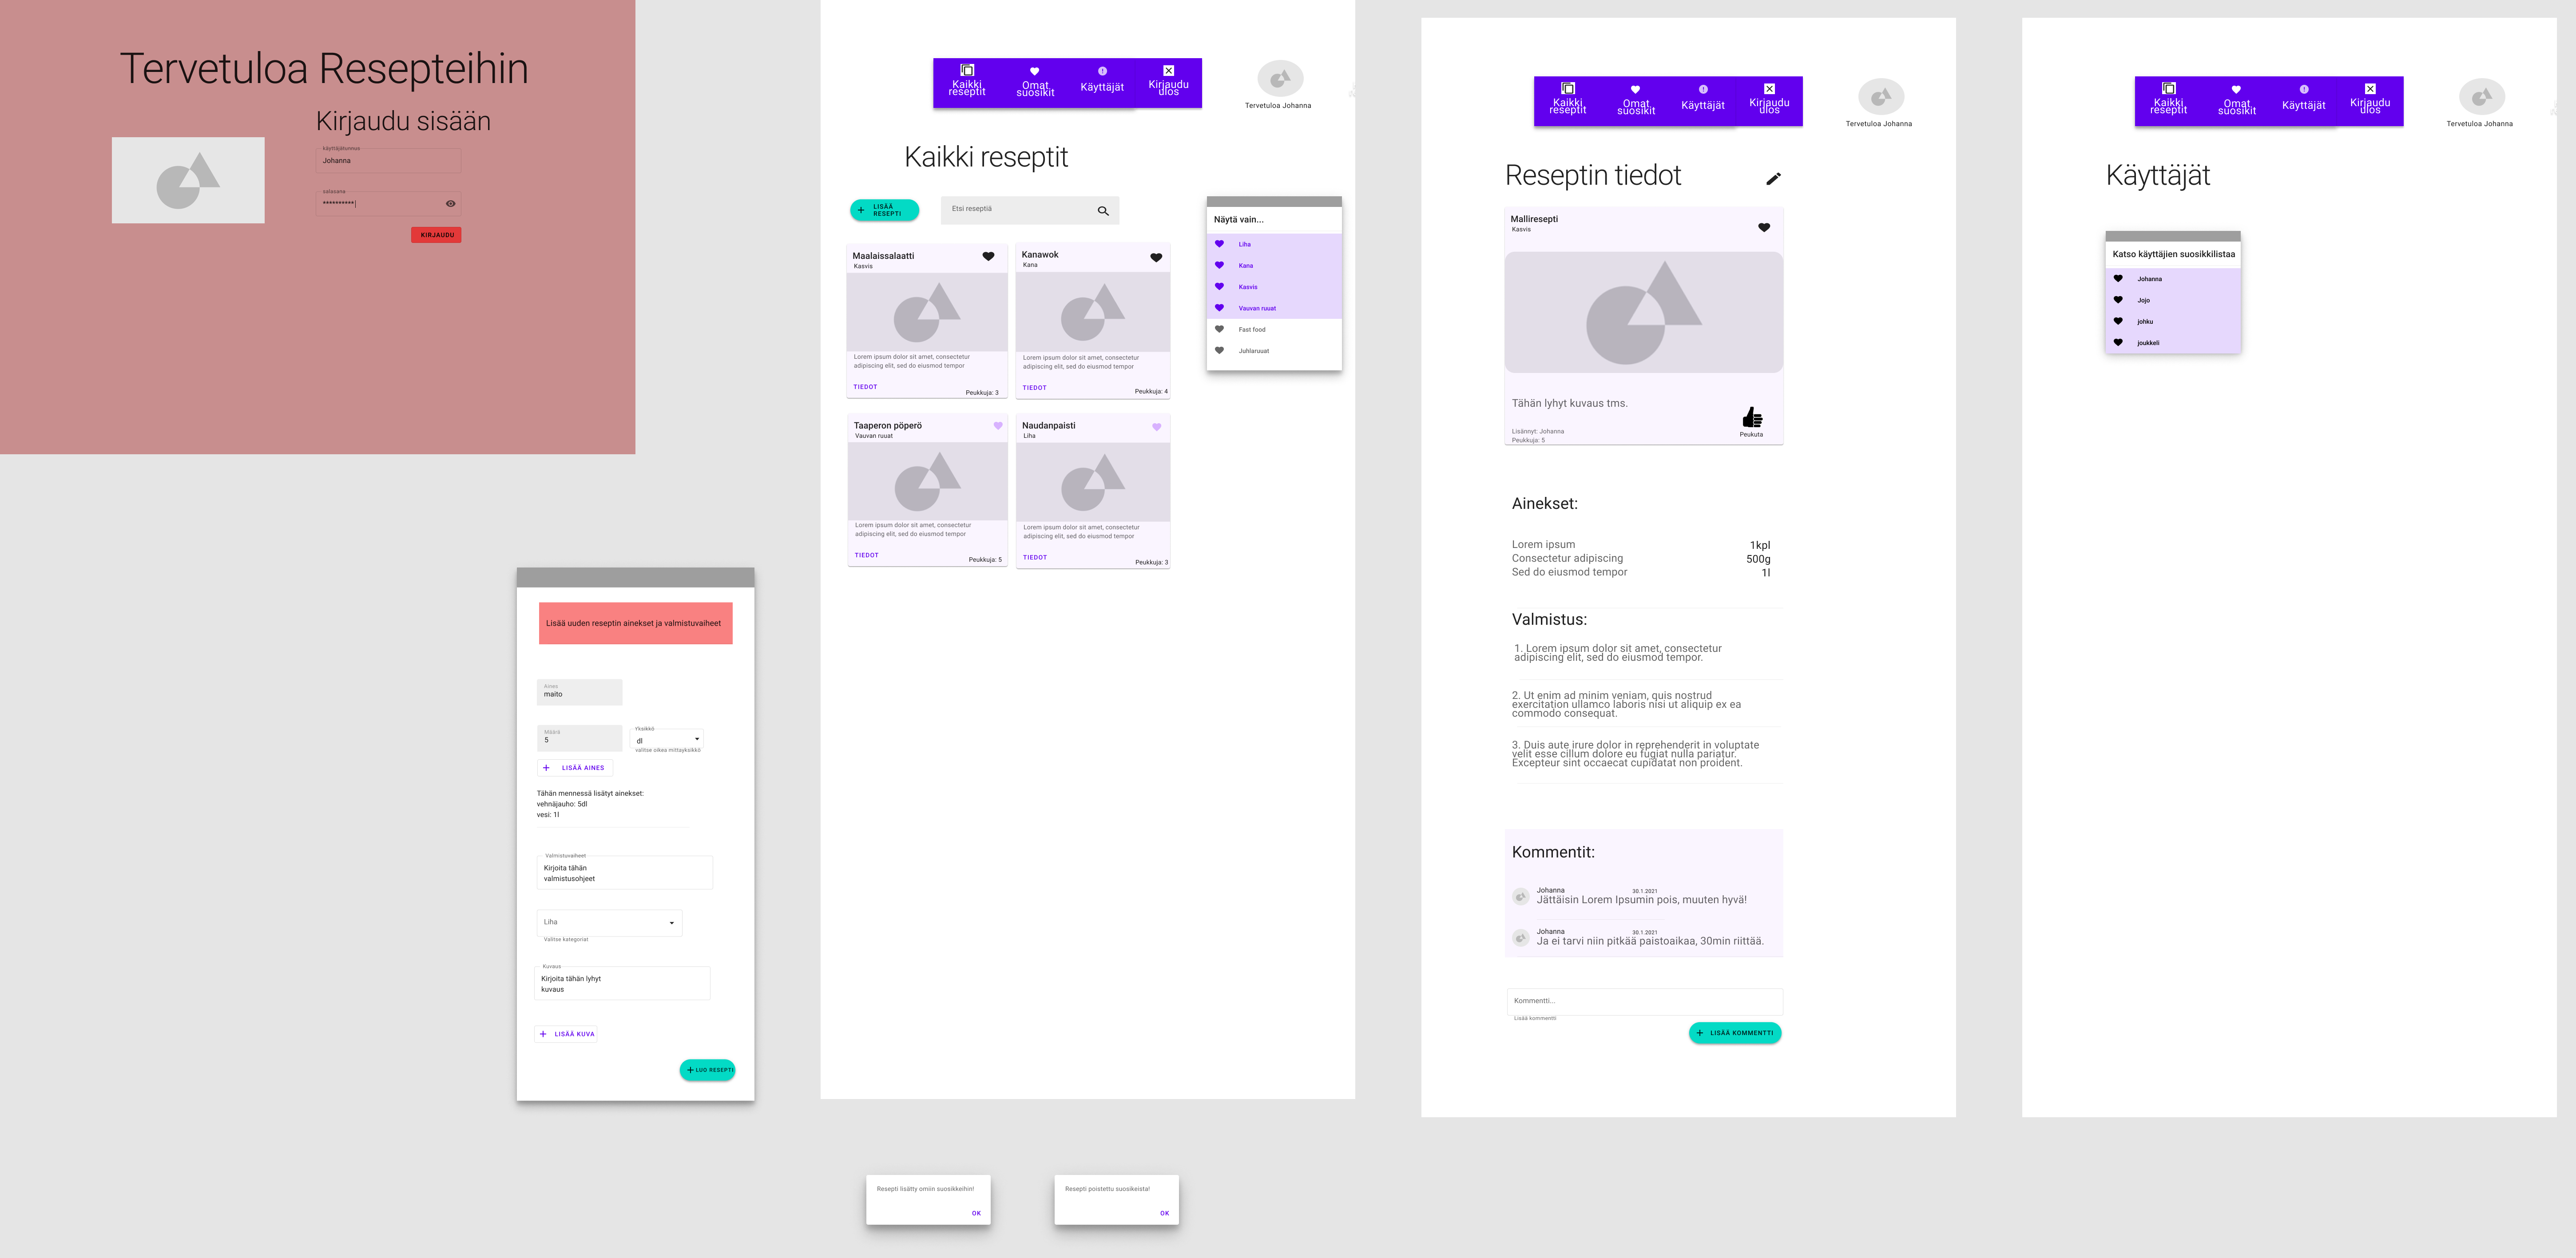 Tervetuloa Resepteihin
Kirjaudu sisään
käyttäjätunnus
Johanna
salasana
**********|
KIRJAUDU
Lisää uuden reseptin ainekset ja valmistuvaiheet
Aines
maito
Määrä
5
Yksikkö
dl
valitse oikea mittayksikkö
LISÄÄ AINES
Tähän mennessä lisätyt ainekset:
vehnäjauho: 5dl
vesi: 1l
Valmistuvaiheet
Kirjoita tähän
valmistusohjeet
Liha
Valitse kategoriat
Kuvaus
Kirjoita tähän lyhyt
kuvaus
LISÄÄ KUVA
LUO RESEPTI
Kaikki
reseptit
Omat
suosikit
Käyttäjät
Kirjaudu
ulos
Tervetuloa Johanna
Kaikki reseptit
LISÄÄ
RESEPTI
Etsi reseptiä
Maalaissalaatti
Kasvis
Lorem ipsum dolor sit amet, consectetur
adipiscing elit, sed do eiusmod tempor
TIEDOT
Peukkuja: 3
Kanawok
Kana
Lorem ipsum dolor sit amet, consectetur
adipiscing elit, sed do eiusmod tempor
TIEDOT
Peukkuja: 4
Taaperon pöperö
Vauvan ruuat
Lorem ipsum dolor sit amet, consectetur
adipiscing elit, sed do eiusmod tempor
TIEDOT
Peukkuja: 5
Naudanpaisti
Liha
Lorem ipsum dolor sit amet, consectetur
adipiscing elit, sed do eiusmod tempor
TIEDOT
Peukkuja: 3
Näytä vain...
Liha
Kana
Kasvis
Vauvan ruuat
Fast food
Juhlaruuat
Resepti lisätty omiin suosikkeihin!
OK
Resepti poistettu suosikeista!
OK
Kaikki
reseptit
Omat
suosikit
Käyttäjät
Kirjaudu
ulos
Tervetuloa Johanna
Reseptin tiedot
Malliresepti
Kasvis
Tähän lyhyt kuvaus tms.
Lisännyt: Johanna
Peukkuja: 5
Peukuta
Ainekset:
Lorem ipsum 1kpl
Consectetur adipiscing 500g
Sed do eiusmod tempor 1l
Valmistus:
1. Lorem ipsum dolor sit amet, consectetur
adipiscing elit, sed do eiusmod tempor.
2. Ut enim ad minim veniam, quis nostrud
exercitation ullamco laboris nisi ut aliquip ex ea
commodo consequat.
3. Duis aute irure dolor in reprehenderit in voluptate
velit esse cillum dolore eu fugiat nulla pariatur.
Excepteur sint occaecat cupidatat non proident.
Kommentit:
Johanna 30.1.2021
Jättäisin Lorem Ipsumin pois, muuten hyvä!
Johanna 30.1.2021
Ja ei tarvi niin pitkää paistoaikaa, 30min riittää.
Kommentti...
Lisää kommentti
LISÄÄ KOMMENTTI
Kaikki
reseptit
Omat
suosikit
Käyttäjät
Kirjaudu
ulos
Tervetuloa Johanna
Käyttäjät
Katso käyttäjien suosikkilistaa
Johanna
Jojo
johku
joukkeli